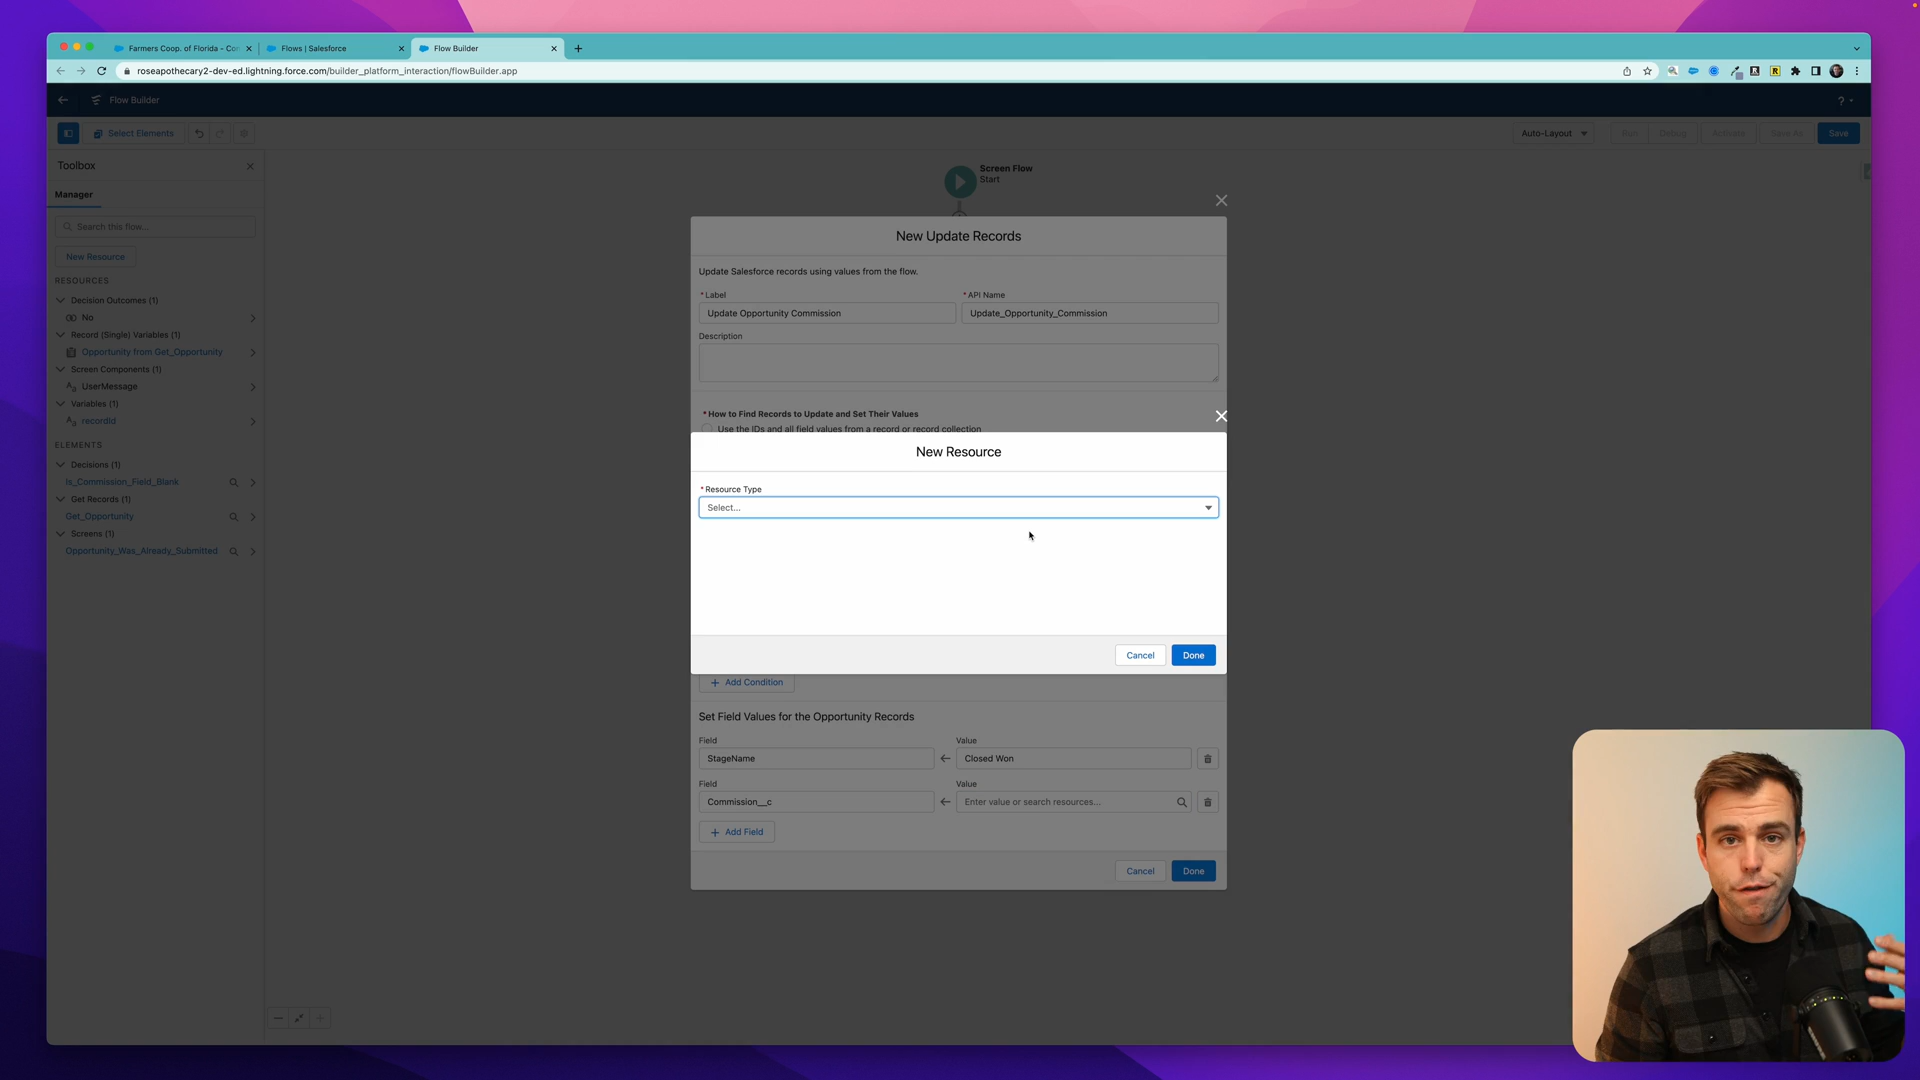 Farmers Coop. of Florida - Con
Flows | Salesforce
Flow Builder
roseapothecary2-dev-ed.lightning.force.com/builder_platform_interaction/flowBuilder.app
Flow Builder
?
Select Elements
Auto-Layout
Run
Debug
Activate
Save As
Save
Toolbox
Manager
Search this flow...
New Resource
RESOURCES
Decision Outcomes (1)
No
Record (Single) Variables (1)
Opportunity from Get_Opportunity
Screen Components (1)
UserMessage
Variables (1)
recordId
ELEMENTS
Decisions (1)
Is_Commission_Field_Blank
Get Records (1)
Get_Opportunity
Screens (1)
Opportunity_Was_Already_Submitted
Screen Flow
Start
New Update Records
Update Salesforce records using values from the flow.
* Label
* API Name
Update Opportunity Commission
Update_Opportunity_Commission
Description
* How to Find Records to Update and Set Their Values
Use the IDs and all field values from a record or record collection
New Resource
* Resource Type
Select...
Cancel
Done
+ Add Condition
Set Field Values for the Opportunity Records
Field
Value
StageName
Closed Won
Field
Value
Commission__c
Enter value or search resources...
+ Add Field
Cancel
Done